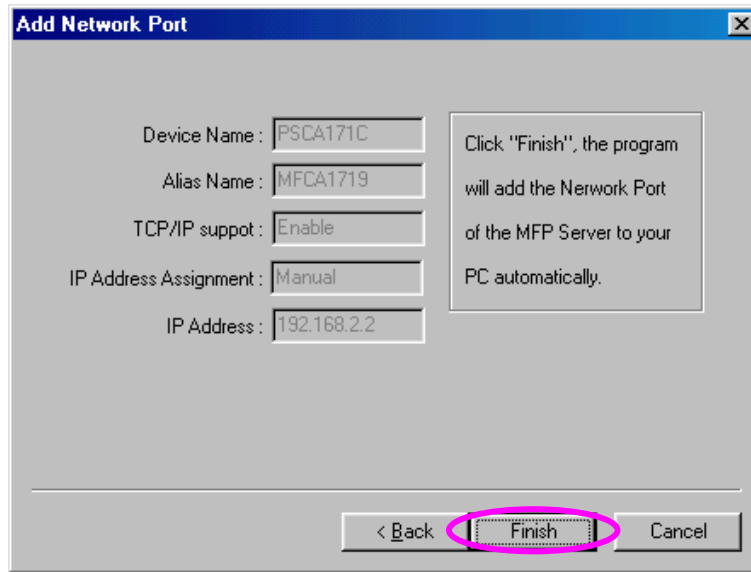 Add Network Port
Device Name : PSCA171C
Alias Name : MFCA1719
TCP/IP suppot : Enable
IP Address Assignment : Manual
IP Address : 192.168.2.2
Click "Finish", the program
will add the Nerwork Port
of the MFP Server to your
PC automatically.
< Back Finish Cancel